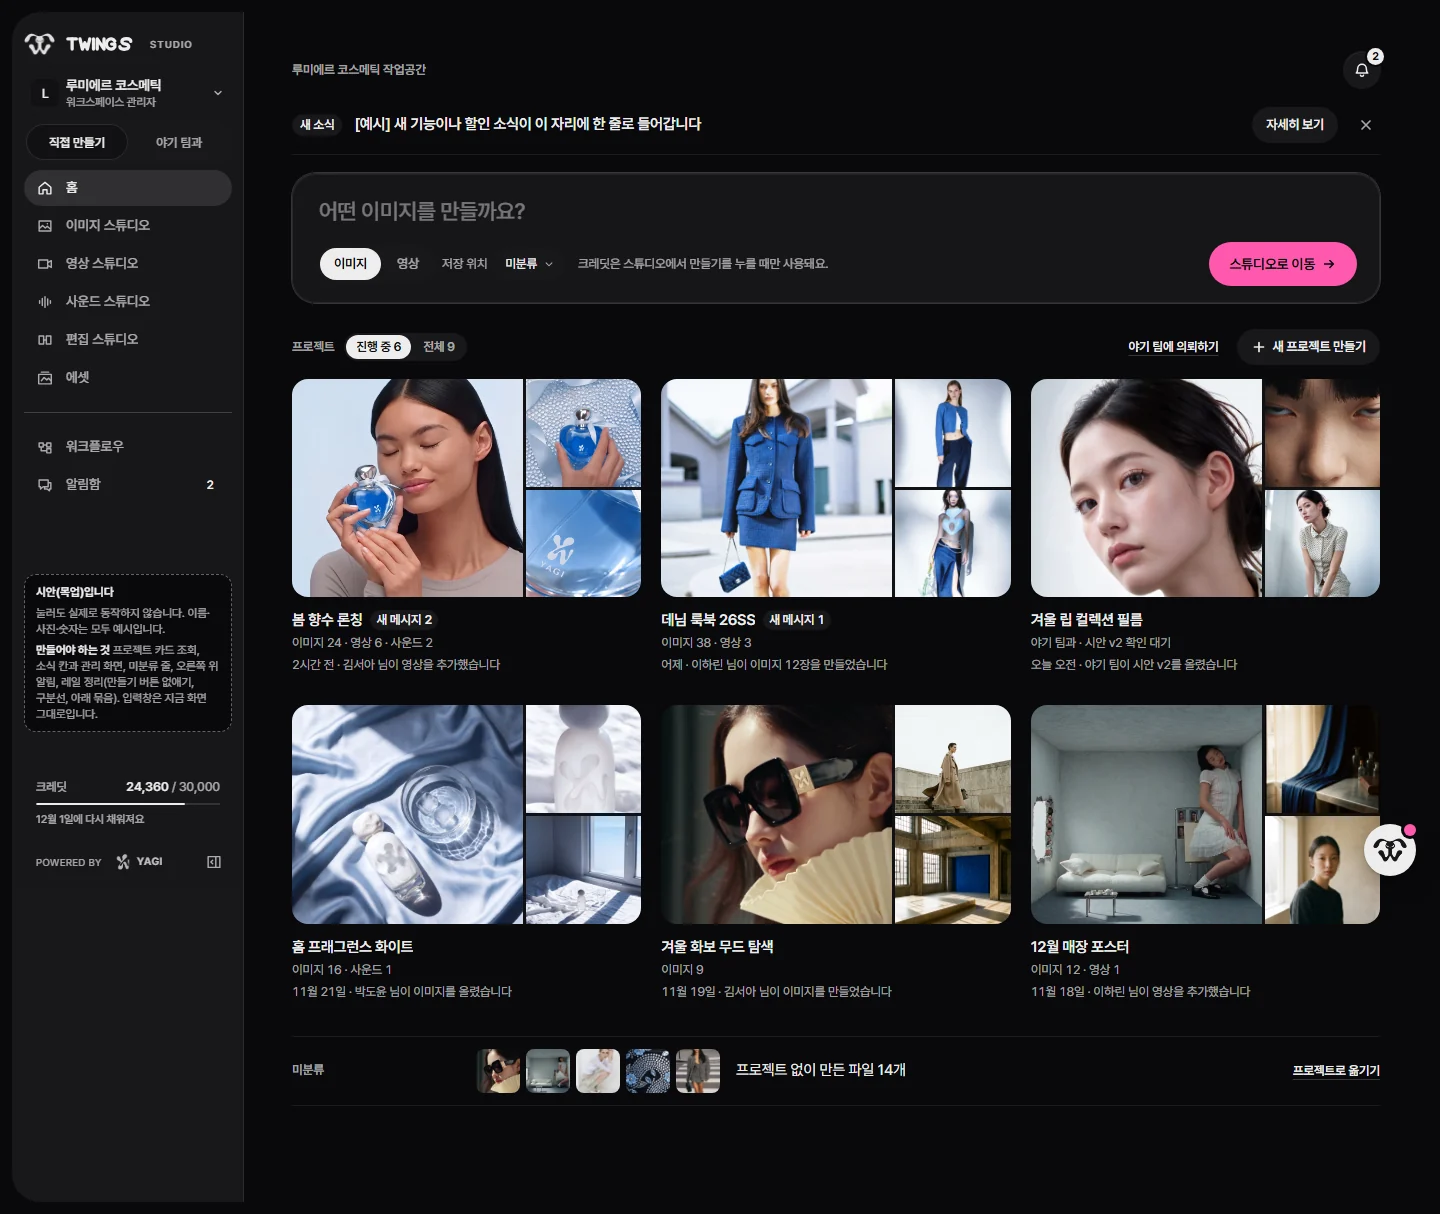 TWINGS STUDIO
L
루미에르 코스메틱
워크스페이스 관리자
직접 만들기
야기 팀과
홈
이미지 스튜디오
영상 스튜디오
사운드 스튜디오
편집 스튜디오
에셋
워크플로우
알림함
2
시안(목업)입니다
눌러도 실제로 동작하지 않습니다. 이름·
사진·숫자는 모두 예시입니다.
만들어야 하는 것 프로젝트 카드 조회,
소식 칸과 관리 화면, 미분류 줄, 오른쪽 위
알림, 레일 정리(만들기 버튼 없애기,
구분선, 아래 묶음). 입력창은 지금 화면
그대로입니다.
크레딧
24,360 / 30,000
12월 1일에 다시 채워져요
POWERED BY YAGI
루미에르 코스메틱 작업공간
2
새 소식
[예시] 새 기능이나 할인 소식이 이 자리에 한 줄로 들어갑니다
자세히 보기
어떤 이미지를 만들까요?
이미지
영상
저장 위치
미분류
크레딧은 스튜디오에서 만들기를 누를 때만 사용돼요.
스튜디오로 이동
프로젝트
진행 중 6
전체 9
야기 팀에 의뢰하기
새 프로젝트 만들기
YAGI
봄 향수 론칭
새 메시지 2
이미지 24 · 영상 6 · 사운드 2
2시간 전 · 김서아 님이 영상을 추가했습니다
데님 룩북 26SS
새 메시지 1
이미지 38 · 영상 3
어제 · 이하린 님이 이미지 12장을 만들었습니다
겨울 립 컬렉션 필름
야기 팀과 · 시안 v2 확인 대기
오늘 오전 · 야기 팀이 시안 v2를 올렸습니다
홈 프래그런스 화이트
이미지 16 · 사운드 1
11월 21일 · 박도윤 님이 이미지를 올렸습니다
겨울 화보 무드 탐색
이미지 9
11월 19일 · 김서아 님이 이미지를 만들었습니다
12월 매장 포스터
이미지 12 · 영상 1
11월 18일 · 이하린 님이 영상을 추가했습니다
미분류
프로젝트 없이 만든 파일 14개
프로젝트로 옮기기